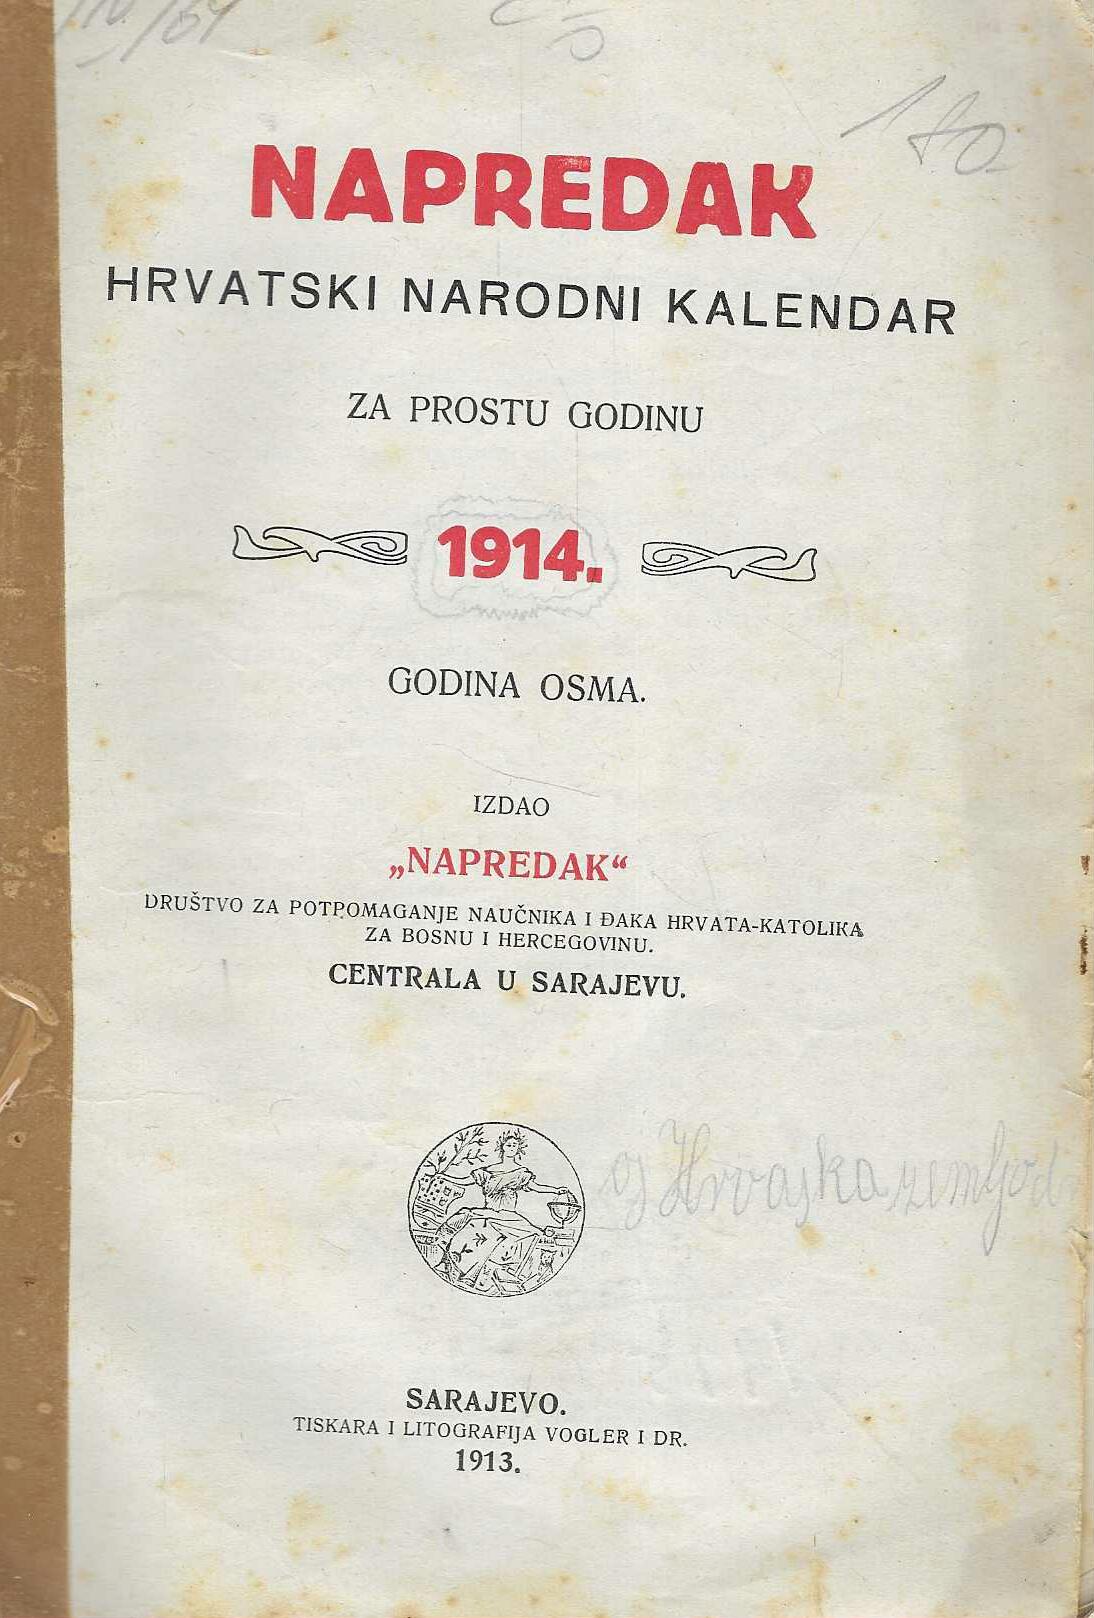 180
NAPREDAK
HRVATSKI NARODNI KALENDAR
ZA PROSTU GODINU
1914.
GODINA OSMA.
IZDAO
„NAPREDAK“
DRUŠTVO ZA POTPOMAGANJE NAUČNIKA I ĐAKA HRVATA-KATOLIKA
ZA BOSNU I HERCEGOVINU.
CENTRALA U SARAJEVU.
SARAJEVO.
TISKARA I LITOGRAFIJA VOGLER I DR.
1913.